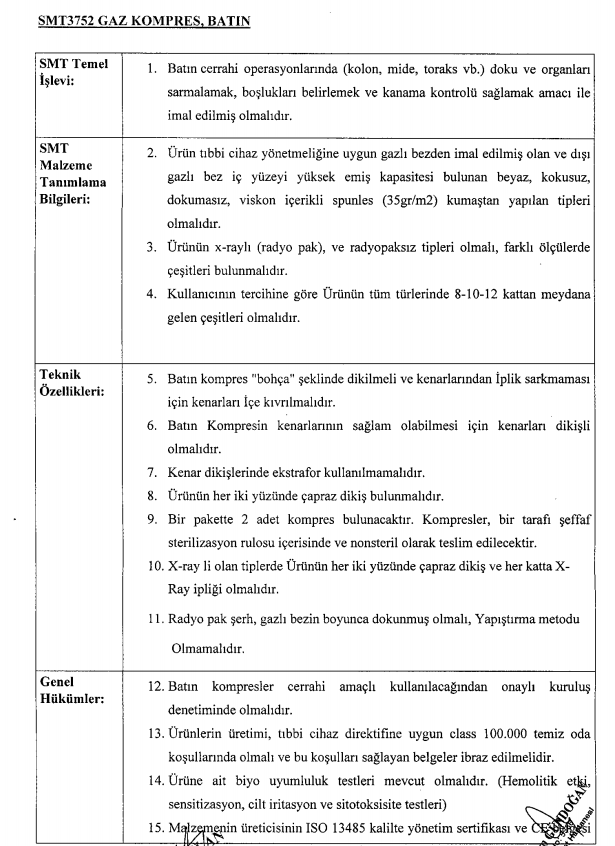 SMT3752 GAZ KOMPRES, BATIN
SMT Temel
İşlevi:
1. Batın cerrahi operasyonlarında (kolon, mide, toraks vb.) doku ve organları
sarmalamak, boşlukları belirlemek ve kanama kontrolü sağlamak amacı ile
imal edilmiş olmalıdır.
SMT
Malzeme
Tanımlama
Bilgileri:
2. Ürün tıbbi cihaz yönetmeliğine uygun gazlı bezden imal edilmiş olan ve dışı
gazlı bez iç yüzeyi yüksek emiş kapasitesi bulunan beyaz, kokusuz,
dokumasız, viskon içerikli spunles (35gr/m2) kumaştan yapılan tipleri
olmalıdır.
3. Ürünün x-raylı (radyo pak), ve radyopaksız tipleri olmalı, farklı ölçülerde
çeşitleri bulunmalıdır.
4. Kullanıcının tercihine göre Ürünün tüm türlerinde 8-10-12 kattan meydana
gelen çeşitleri olmalıdır.
Teknik
Özellikleri:
5. Batın kompres "bohça" şeklinde dikilmeli ve kenarlarından İplik sarkmaması
için kenarları İçe kıvrılmalıdır.
6. Batın Kompresin kenarlarının sağlam olabilmesi için kenarları dikişli
olmalıdır.
7. Kenar dikişlerinde ekstrafor kullanılmamalıdır.
8. Ürünün her iki yüzünde çapraz dikiş bulunmalıdır.
9. Bir pakette 2 adet kompres bulunacaktır. Kompresler, bir tarafı şeffaf
sterilizasyon rulosu içerisinde ve nonsteril olarak teslim edilecektir.
10. X-ray li olan tiplerde Ürünün her iki yüzünde çapraz dikiş ve her katta X-
Ray ipliği olmalıdır.
11. Radyo pak şerh, gazlı bezin boyunca dokunmuş olmalı, Yapıştırma metodu
Olmamalıdır.
Genel
Hükümler:
12. Batın kompresler cerrahi amaçlı kullanılacağından onaylı kuruluş
denetiminde olmalıdır.
13. Ürünlerin üretimi, tıbbi cihaz direktifine uygun class 100.000 temiz oda
koşullarında olmalı ve bu koşulları sağlayan belgeler ibraz edilmelidir.
14. Ürüne ait biyo uyumluluk testleri mevcut olmalıdır. (Hemolitik etki,
sensitizasyon, cilt iritasyon ve sitotoksisite testleri)
15. Malzemenin üreticisinin ISO 13485 kalilte yönetim sertifikası ve